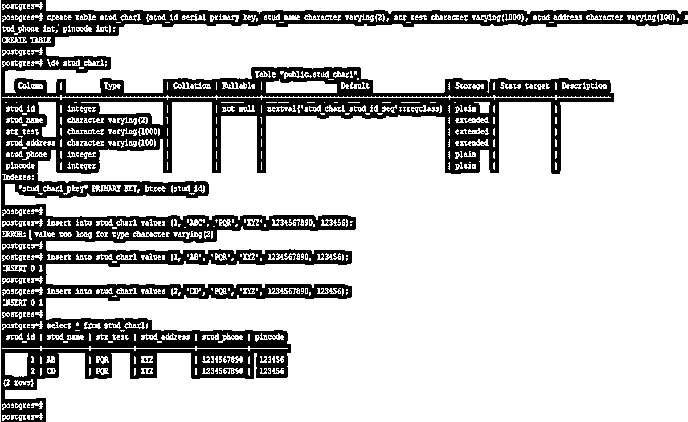 postgres=#
postgres=# create table stud_char1 (stud_id serial primary key, stud_name character varying(2), str_test character varying(1000), stud_address character varying(100), s
tud_phone int, pincode int);
CREATE TABLE
postgres=#
postgres=# \d+ stud_char1;
Table "public.stud_char1"
Column | Type | Collation | Nullable | Default | Storage | Stats target | Description
stud_id | integer | | not null | nextval('stud_char1_stud_id_seq'::regclass) | plain | |
stud_name | character varying(2) | | | | extended | |
str_test | character varying(1000) | | | | extended | |
stud_address | character varying(100) | | | | extended | |
stud_phone | integer | | | | plain | |
pincode | integer | | | | plain | |
Indexes:
"stud_char1_pkey" PRIMARY KEY, btree (stud_id)
postgres=#
postgres=# insert into stud_char1 values (1, 'ABC', 'PQR', 'XYZ', 1234567890, 123456);
ERROR: value too long for type character varying(2)
postgres=#
postgres=# insert into stud_char1 values (1, 'AB', 'PQR', 'XYZ', 1234567890, 123456);
INSERT 0 1
postgres=#
postgres=# insert into stud_char1 values (2, 'CD', 'PQR', 'XYZ', 1234567890, 123456);
INSERT 0 1
postgres=#
postgres=# select * from stud_char1;
stud_id | stud_name | str_test | stud_address | stud_phone | pincode
1 | AB | PQR | XYZ | 1234567890 | 123456
2 | CD | PQR | XYZ | 1234567890 | 123456
(2 rows)
postgres=#
postgres=#